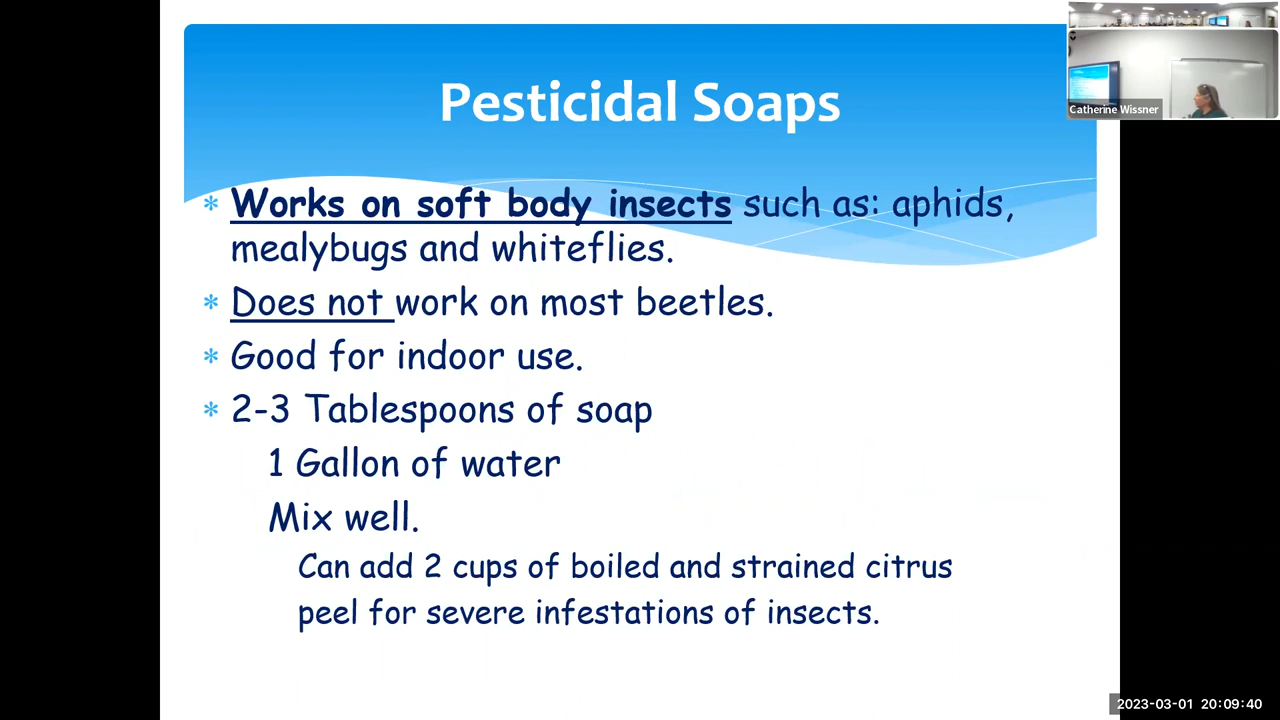 Pesticidal Soaps
Catherine Wissner
* Works on soft body insects such as: aphids,
mealybugs and whiteflies.
* Does not work on most beetles.
* Good for indoor use.
* 2-3 Tablespoons of soap
1 Gallon of water
Mix well.
Can add 2 cups of boiled and strained citrus
peel for severe infestations of insects.
2023-03-01 20:09:40